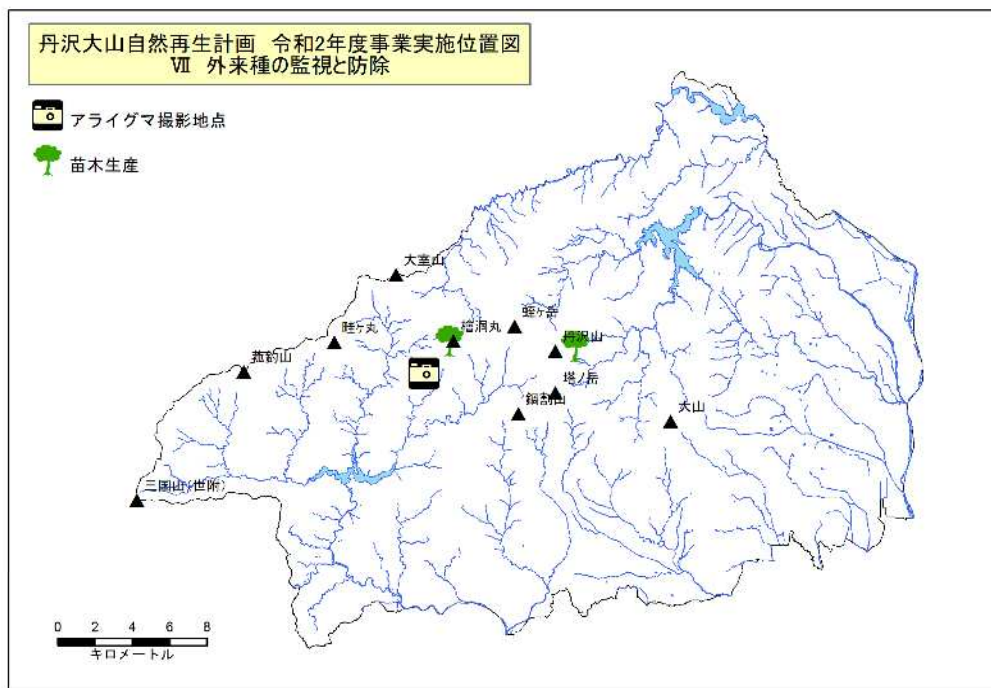 丹沢大山自然再生計画 令和2年度事業実施位置図
Ⅶ 外来種の監視と防除
アライグマ撮影地点
苗木生産
大室山
蛭ヶ岳
畦ヶ丸
檜洞丸
丹沢山
菰釣山
塔ノ岳
鍋割山
大山
三国山(世附)
0 2 4 6 8
キロメートル